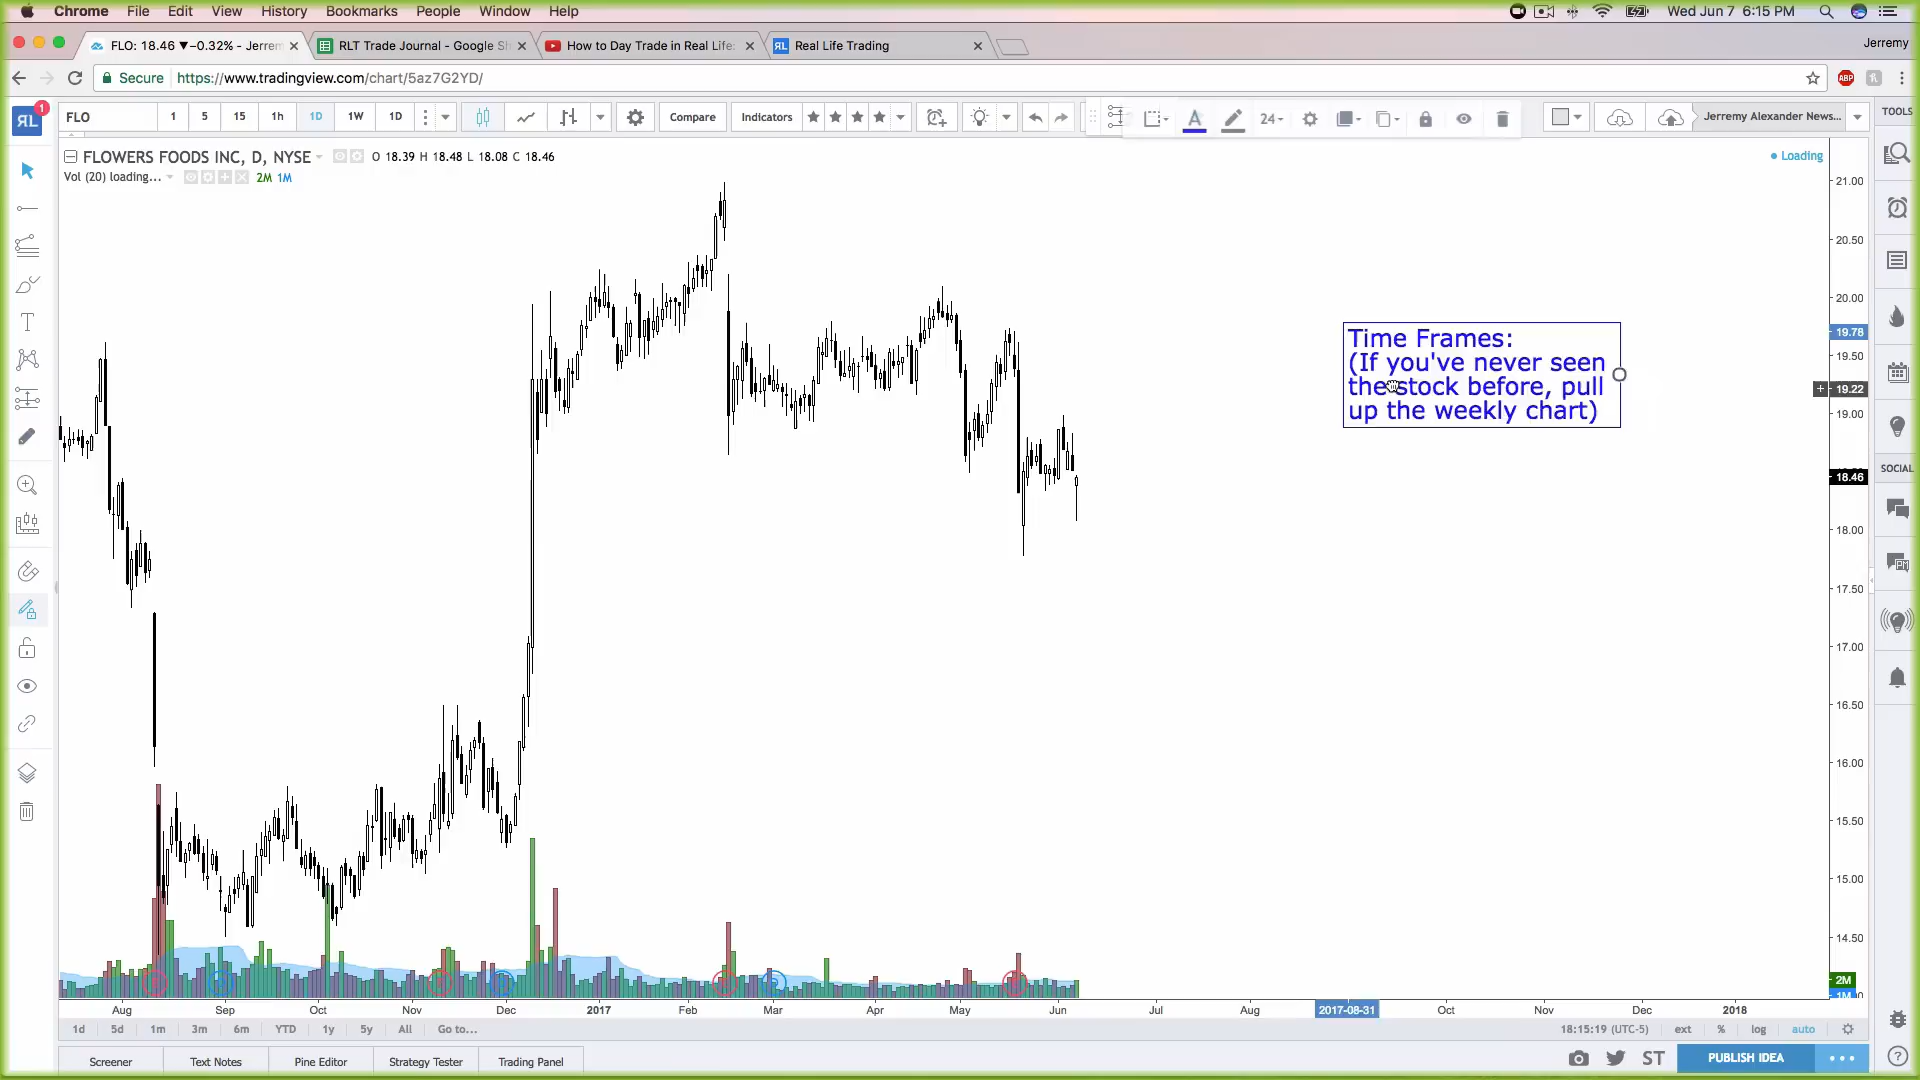 Chrome File Edit View History Bookmarks People Window Help Wed Jun 7 6:15 PM
FLO: 18.46 ▼−0.32% - Jerem RLT Trade Journal - Google Sh How to Day Trade in Real Life: Real Life Trading Jerremy
Secure https://www.tradingview.com/chart/5az7G2YD/ ABP
ЯL 1 FLO 1 5 15 1h 1D 1W 1D Compare Indicators A 24 Jerremy Alexander News... TOOLS
FLOWERS FOODS INC, D, NYSE O 18.39 H 18.48 L 18.08 C 18.46 Loading
Vol (20) loading... 2M 1M
21.00
20.50
20.00
19.78
19.50
+ 19.22
19.00
18.46
18.00
17.50
17.00
16.50
16.00
15.50
15.00
14.50
2M
1M
Time Frames:
(If you've never seen
the stock before, pull
up the weekly chart)
SOCIAL
Aug Sep Oct Nov Dec 2017 Feb Mar Apr May Jun Jul Aug 2017-08-31 Oct Nov Dec 2018
1d 5d 1m 3m 6m YTD 1y 5y All Go to... 18:15:19 (UTC-5) ext % log auto
Screener Text Notes Pine Editor Strategy Tester Trading Panel ST PUBLISH IDEA